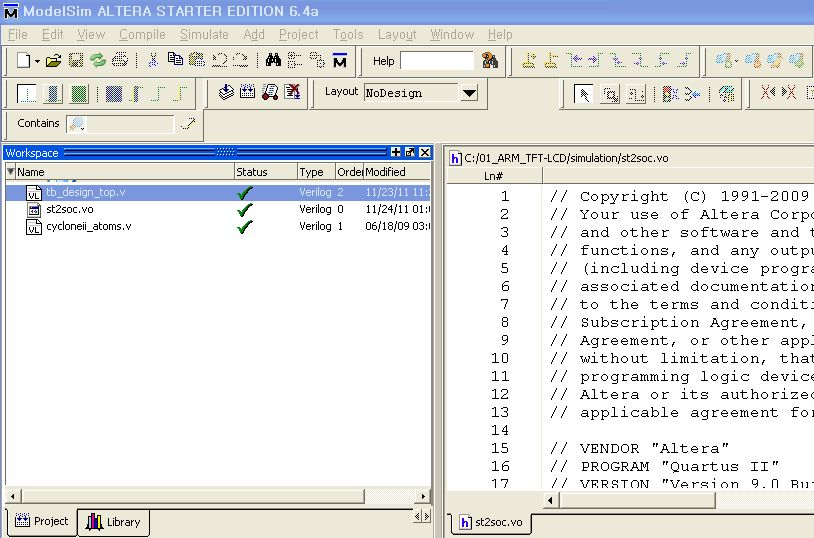 ModelSim ALTERA STARTER EDITION 6.4a
File Edit View Compile Simulate Add Project Tools Layout Window Help
Help
Layout NoDesign
Contains
Workspace
Name Status Type Order Modified
tb_design_top.v Verilog 2 11/23/11 11:
st2soc.vo Verilog 0 11/24/11 01:
cycloneii_atoms.v Verilog 1 06/18/09 03:
Project Library
C:/01_ARM_TFT-LCD/simulation/st2soc.vo
Ln#
1 // Copyright (C) 1991-2009
2 // Your use of Altera Corpo
3 // and other software and t
4 // functions, and any outpu
5 // (including device progra
6 // associated documentation
7 // to the terms and conditi
8 // Subscription Agreement,
9 // Agreement, or other appl
10 // without limitation, that
11 // programming logic device
12 // Altera or its authorized
13 // applicable agreement for
14
15 // VENDOR "Altera"
16 // PROGRAM "Quartus II"
17 // VERSION "Version 9.0 Bui
st2soc.vo